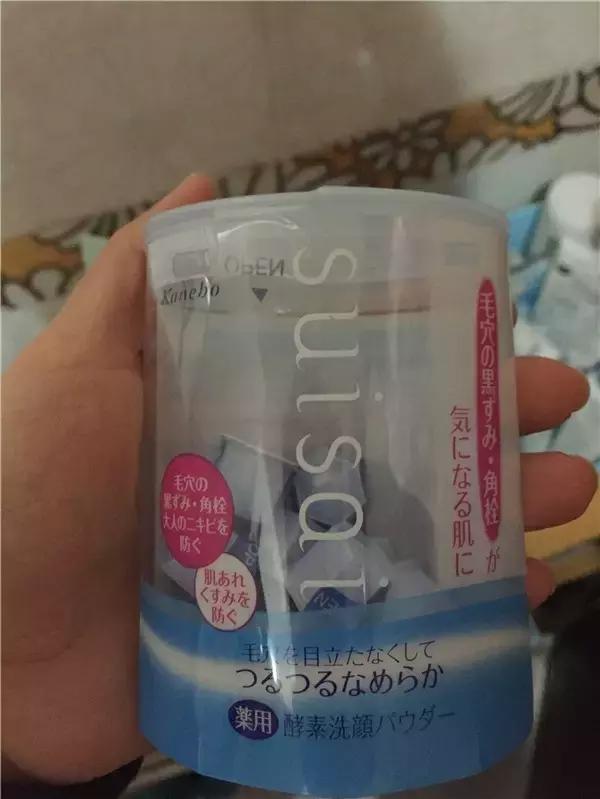 OPEN
Kanebo
suisai
毛穴の黒ずみ・角栓が
気になる肌に
毛穴の
黒ずみ・角栓
大人のニキビを
防ぐ
肌あれ
くすみを
防ぐ
毛穴を目立たなくして
つるつるなめらか
薬用 酵素洗顔パウダー